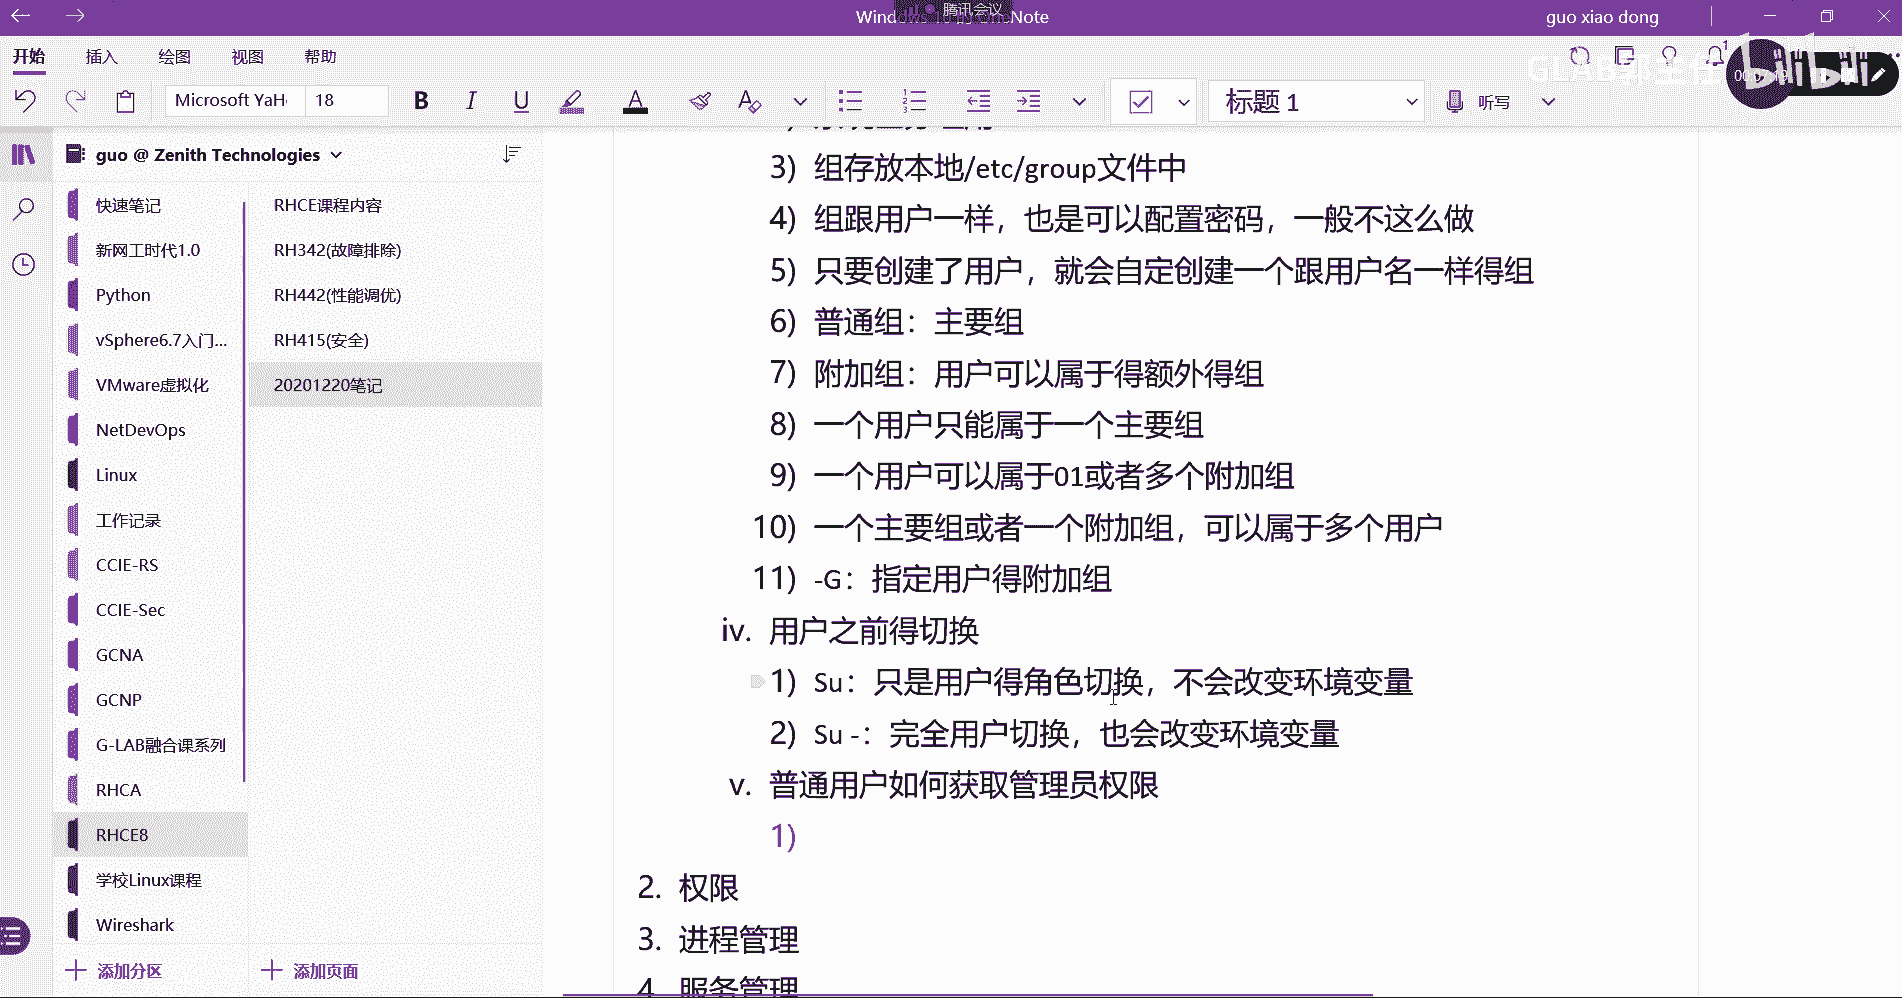 腾讯会议
guo xiao dong
开始 插入 绘图 视图 帮助
GLAB郭主任
bilibili
Microsoft YaH 18 B I U A 标题 1 听写
guo @ Zenith Technologies
快速笔记
新网工时代1.0
Python
vSphere6.7入门...
VMware虚拟化
NetDevOps
Linux
工作记录
CCIE-RS
CCIE-Sec
GCNA
GCNP
G-LAB融合课系列
RHCA
RHCE8
学校Linux课程
Wireshark
添加分区
RHCE课程内容
RH342(故障排除)
RH442(性能调优)
RH415(安全)
20201220笔记
添加页面
3) 组存放本地/etc/group文件中
4) 组跟用户一样，也是可以配置密码，一般不这么做
5) 只要创建了用户，就会自定创建一个跟用户名一样得组
6) 普通组：主要组
7) 附加组：用户可以属于得额外得组
8) 一个用户只能属于一个主要组
9) 一个用户可以属于01或者多个附加组
10) 一个主要组或者一个附加组，可以属于多个用户
11) -G：指定用户得附加组
iv. 用户之前得切换
1) Su：只是用户得角色切换，不会改变环境变量
2) Su -：完全用户切换，也会改变环境变量
v. 普通用户如何获取管理员权限
1)
2. 权限
3. 进程管理
4. 服务管理